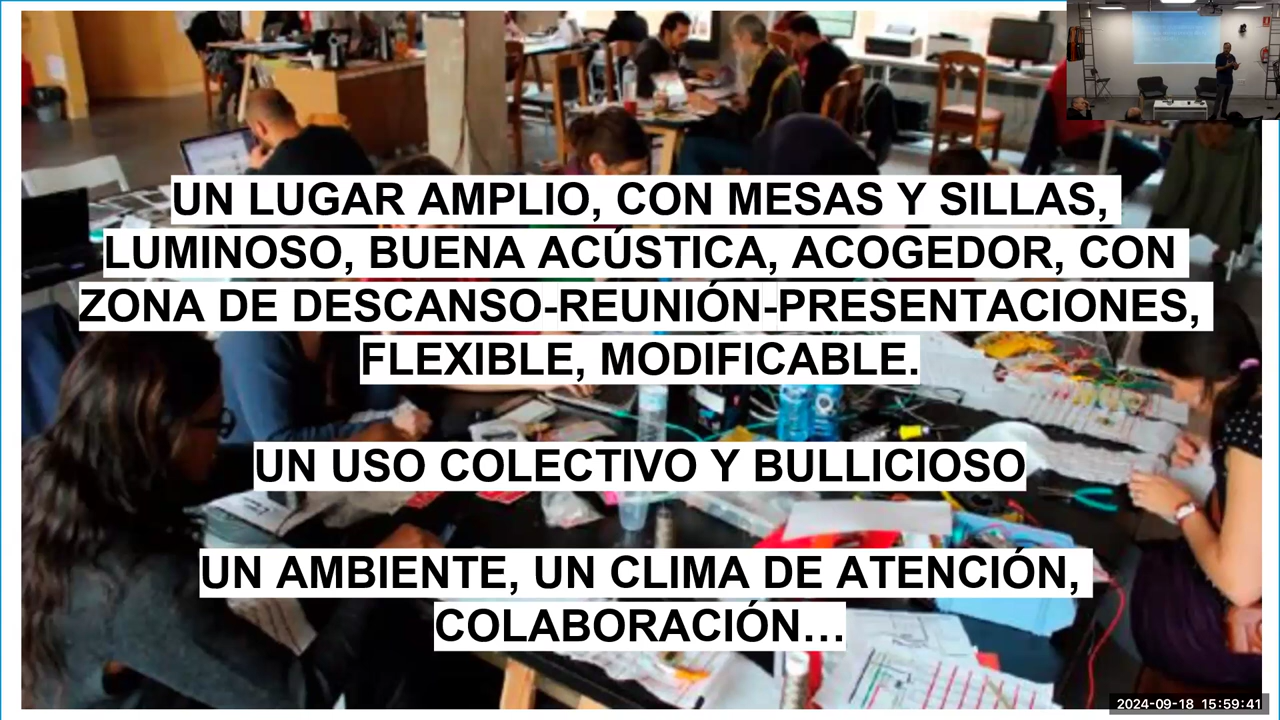 UN LUGAR AMPLIO, CON MESAS Y SILLAS,
LUMINOSO, BUENA ACÚSTICA, ACOGEDOR, CON
ZONA DE DESCANSO-REUNIÓN-PRESENTACIONES,
FLEXIBLE, MODIFICABLE.
UN USO COLECTIVO Y BULLICIOSO
UN AMBIENTE, UN CLIMA DE ATENCIÓN,
COLABORACIÓN...
2024-09-18 15:59:41